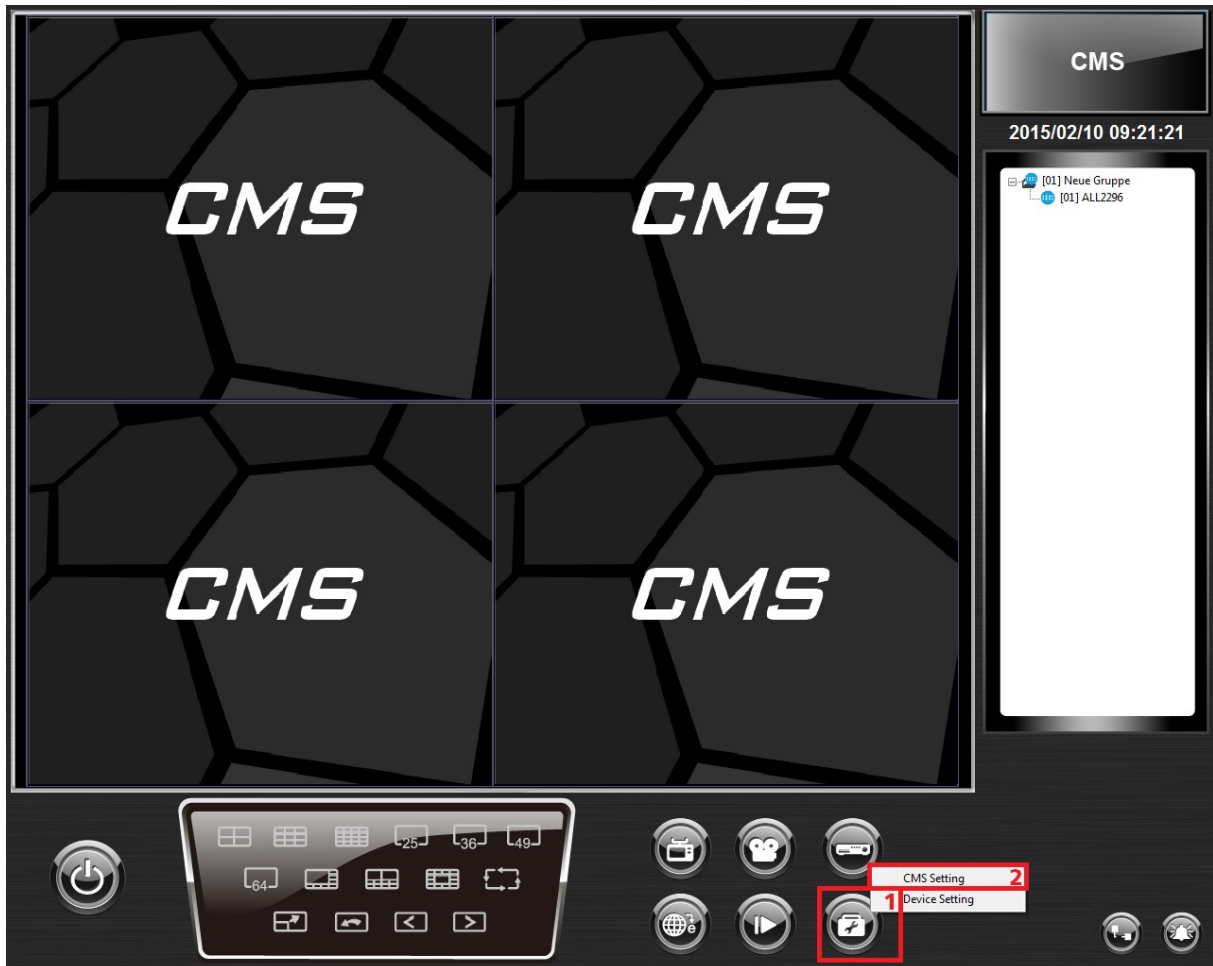 CMS
2015/02/10 09:21:21
[01] Neue Gruppe
[01] ALL2296
CMS CMS
CMS CMS
25 36 49
64
CMS Setting 2
1 Device Setting
e